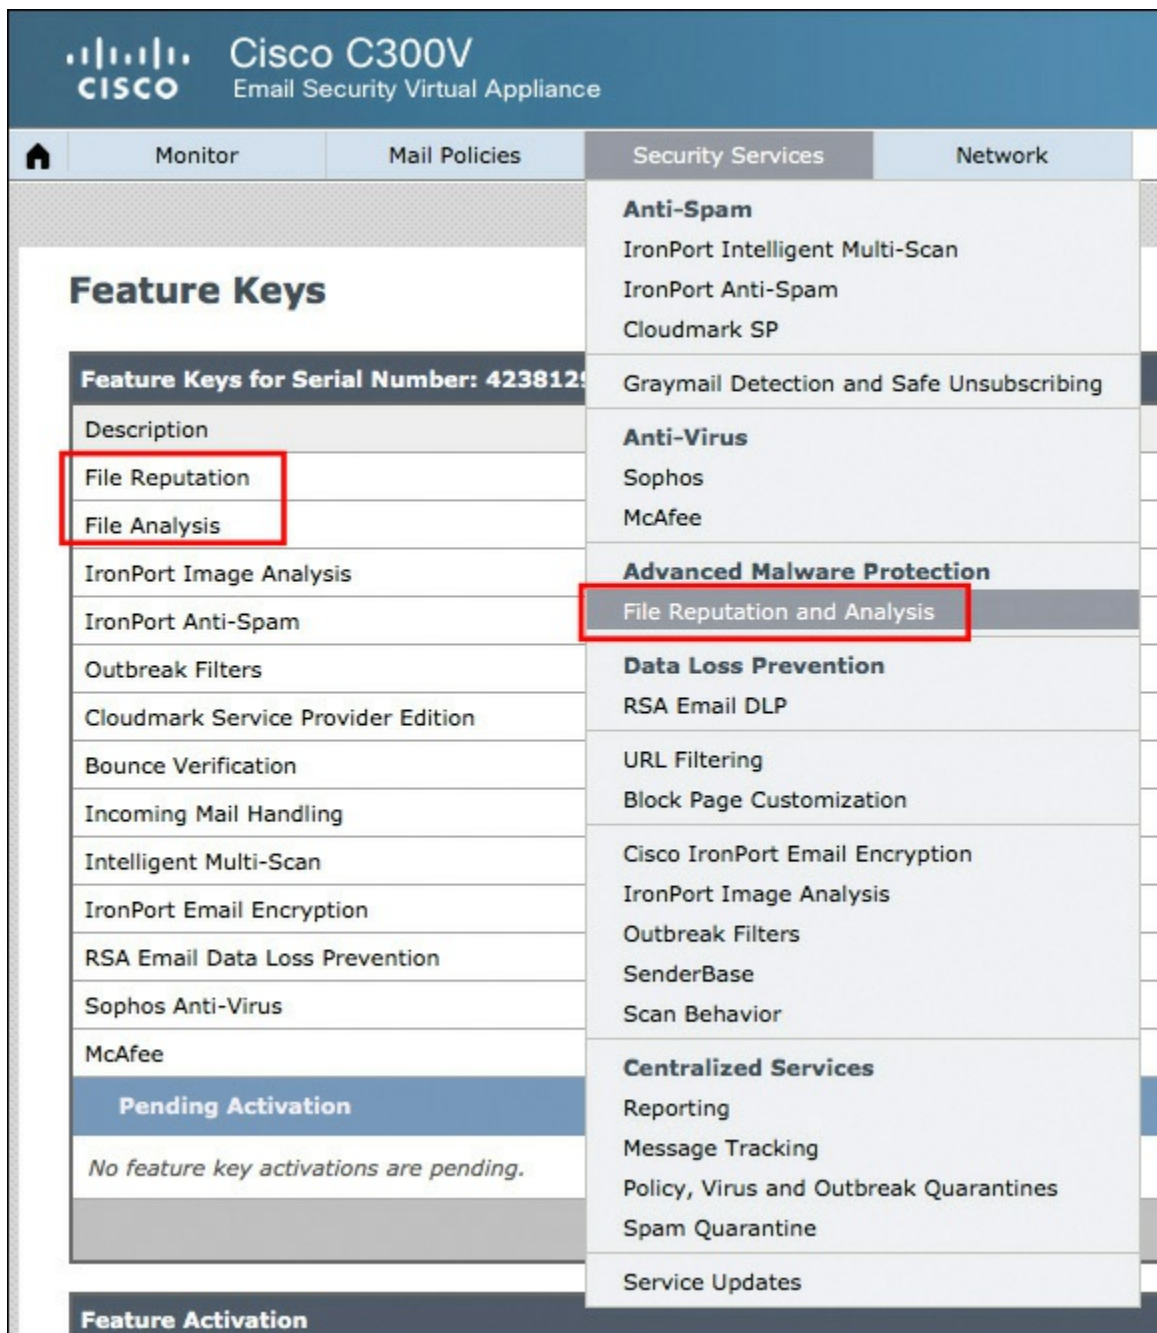 CISCO
Cisco C300V
Email Security Virtual Appliance
Monitor Mail Policies Security Services Network
Feature Keys
Feature Keys for Serial Number: 423812
Description
File Reputation
File Analysis
IronPort Image Analysis
IronPort Anti-Spam
Outbreak Filters
Cloudmark Service Provider Edition
Bounce Verification
Incoming Mail Handling
Intelligent Multi-Scan
IronPort Email Encryption
RSA Email Data Loss Prevention
Sophos Anti-Virus
McAfee
Pending Activation
No feature key activations are pending.
Feature Activation
Anti-Spam
IronPort Intelligent Multi-Scan
IronPort Anti-Spam
Cloudmark SP
Graymail Detection and Safe Unsubscribing
Anti-Virus
Sophos
McAfee
Advanced Malware Protection
File Reputation and Analysis
Data Loss Prevention
RSA Email DLP
URL Filtering
Block Page Customization
Cisco IronPort Email Encryption
IronPort Image Analysis
Outbreak Filters
SenderBase
Scan Behavior
Centralized Services
Reporting
Message Tracking
Policy, Virus and Outbreak Quarantines
Spam Quarantine
Service Updates